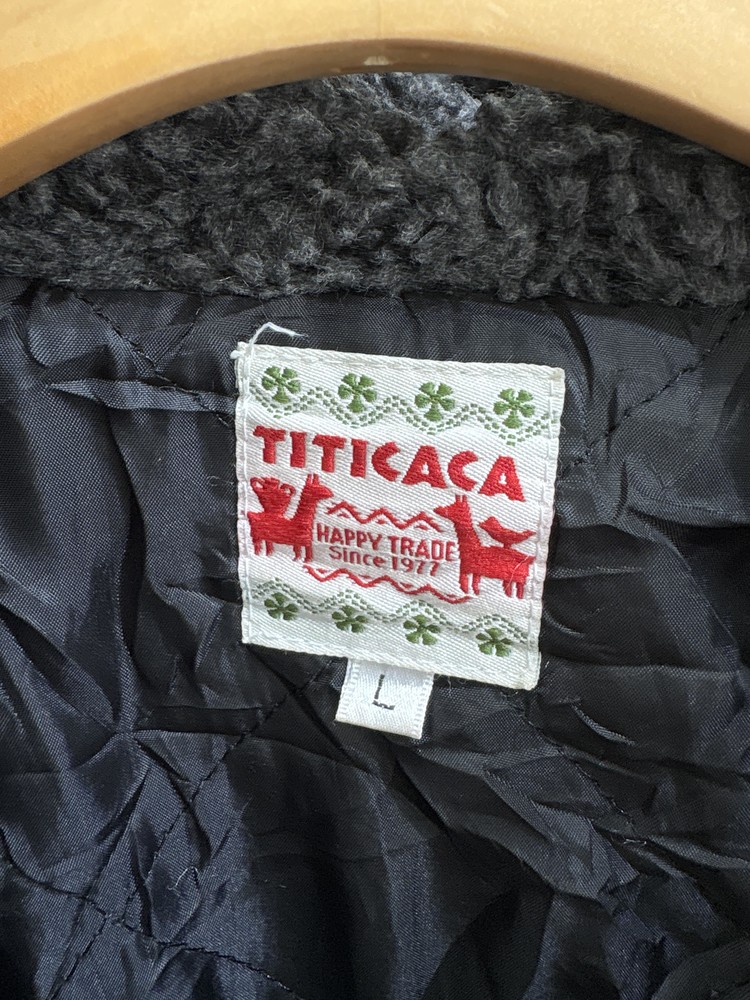 TITICACA
HAPPY TRADE
Since 1977
L